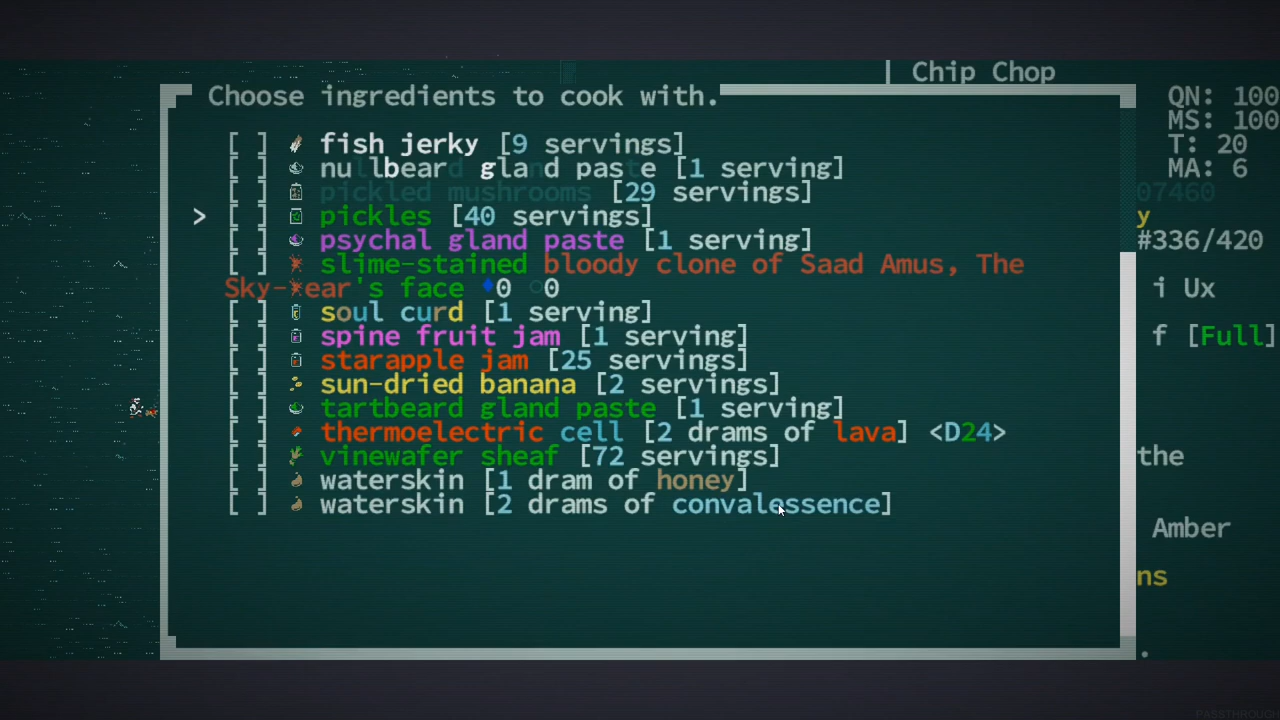 | Chip Chop
Choose ingredients to cook with.
QN: 100
MS: 100
T: 20
MA: 6
[ ] fish jerky [9 servings]
[ ] nullbeard gland paste [1 serving]
[ ] pickled mushrooms [29 servings]
07460
> [ ] pickles [40 servings]
y
[ ] psychal gland paste [1 serving]
#336/420
[ ] slime-stained bloody clone of Saad Amus, The
Sky-Bear's face ♦0 ○0
i Ux
[ ] soul curd [1 serving]
[ ] spine fruit jam [1 serving]
f [Full]
[ ] starapple jam [25 servings]
[ ] sun-dried banana [2 servings]
[ ] tartbeard gland paste [1 serving]
[ ] thermoelectric cell [2 drams of lava] <D24>
[ ] vinewafer sheaf [72 servings]
the
[ ] waterskin [1 dram of honey]
[ ] waterskin [2 drams of convalessence]
Amber
ns
.